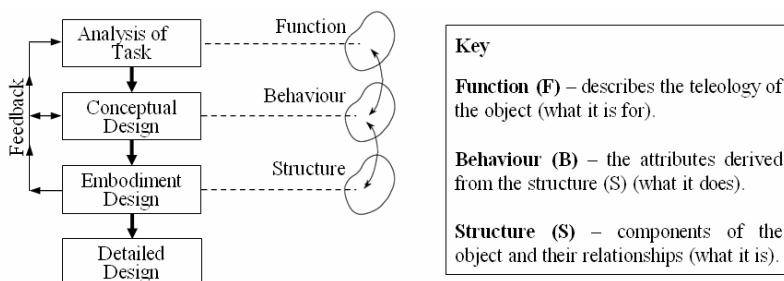 Analysis of
Task
Function
Feedback
Conceptual
Design
Behaviour
Embodiment
Design
Structure
Detailed
Design
Key
Function (F) – describes the teleology of
the object (what it is for).
Behaviour (B) – the attributes derived
from the structure (S) (what it does).
Structure (S) – components of the
object and their relationships (what it is).